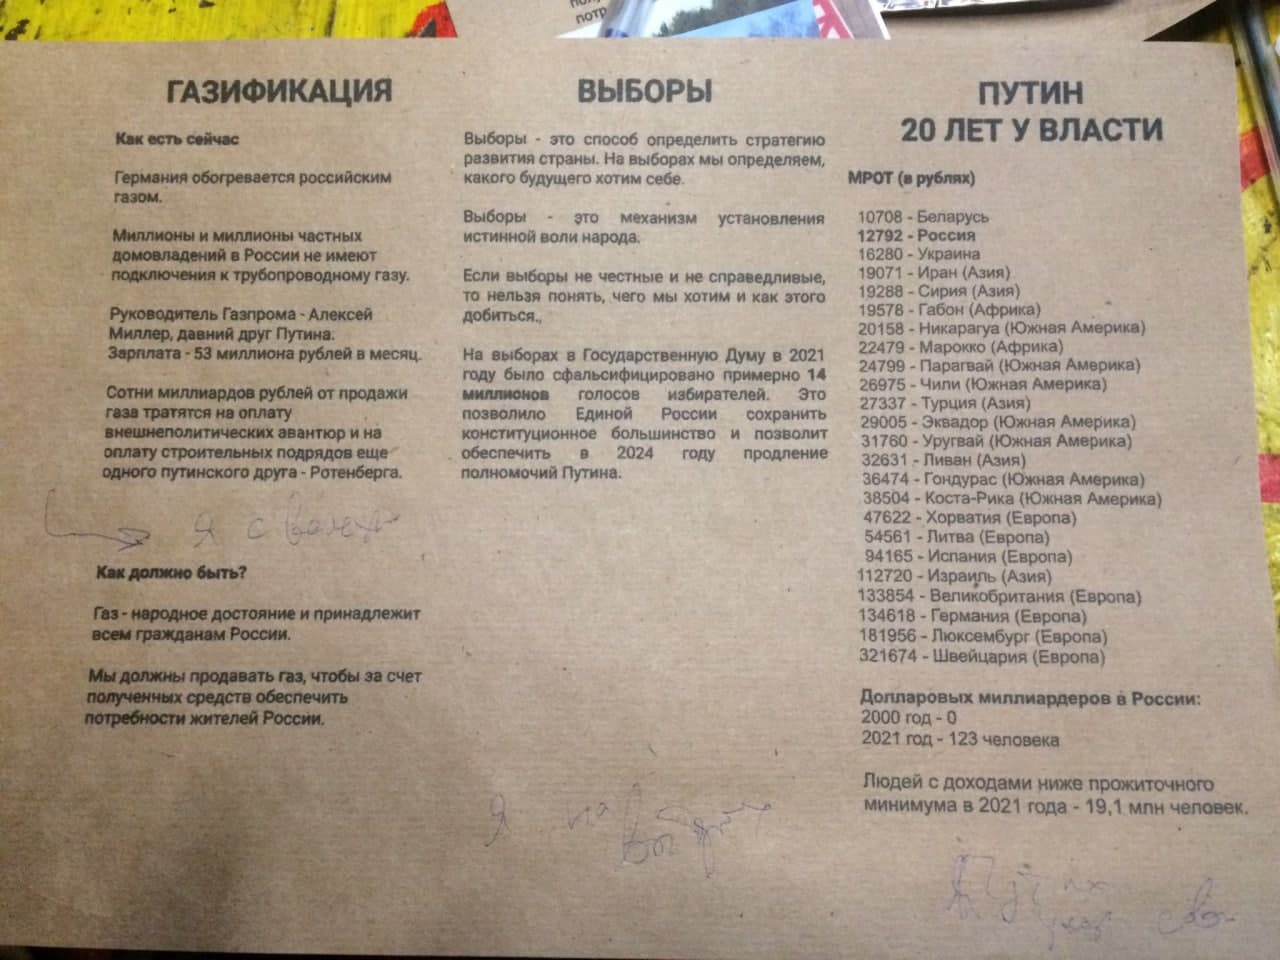 ГАЗИФИКАЦИЯ
Как есть сейчас
Германия обогревается российским
газом.
Миллионы и миллионы частных
домовладений в России не имеют
подключения к трубопроводному газу.
Руководитель Газпрома - Алексей
Миллер, давний друг Путина.
Зарплата - 53 миллиона рублей в месяц.
Сотни миллиардов рублей от продажи
газа тратятся на оплату
внешнеполитических авантюр и на
оплату строительных подрядов еще
одного путинского друга - Ротенберга.
Я с
Как должно быть?
Газ - народное достояние и принадлежит
всем гражданам России.
Мы должны продавать газ, чтобы за счет
полученных средств обеспечить
потребности жителей России.
ВЫБОРЫ
Выборы - это способ определить стратегию
развития страны. На выборах мы определяем,
какого будущего хотим себе.
Выборы - это механизм установления
истинной воли народа.
Если выборы не честные и не справедливые,
то нельзя понять, чего мы хотим и как этого
добиться.,
На выборах в Государственную Думу в 2021
году было сфальсифицировано примерно 14
миллионов голосов избирателей. Это
позволило Единой России сохранить
конституционное большинство и позволит
обеспечить в 2024 году продление
полномочий Путина.
Я на
ПУТИН
20 ЛЕТ У ВЛАСТИ
МРОТ (в рублях)
10708 - Беларусь
12792 - Россия
16280 - Украина
19071 - Иран (Азия)
19288 - Сирия (Азия)
19578 - Габон (Африка)
20158 - Никарагуа (Южная Америка)
22479 - Марокко (Африка)
24799 - Парагвай (Южная Америка)
26975 - Чили (Южная Америка)
27337 - Турция (Азия)
29005 - Эквадор (Южная Америка)
31760 - Уругвай (Южная Америка)
32631 - Ливан (Азия)
36474 - Гондурас (Южная Америка)
38504 - Коста-Рика (Южная Америка)
47622 - Хорватия (Европа)
54561 - Литва (Европа)
94165 - Испания (Европа)
112720 - Израиль (Азия)
133854 - Великобритания (Европа)
134618 - Германия (Европа)
181956 - Люксембург (Европа)
321674 - Швейцария (Европа)
Долларовых миллиардеров в России:
2000 год - 0
2021 год - 123 человека
Людей с доходами ниже прожиточного
минимума в 2021 года - 19,1 млн человек.